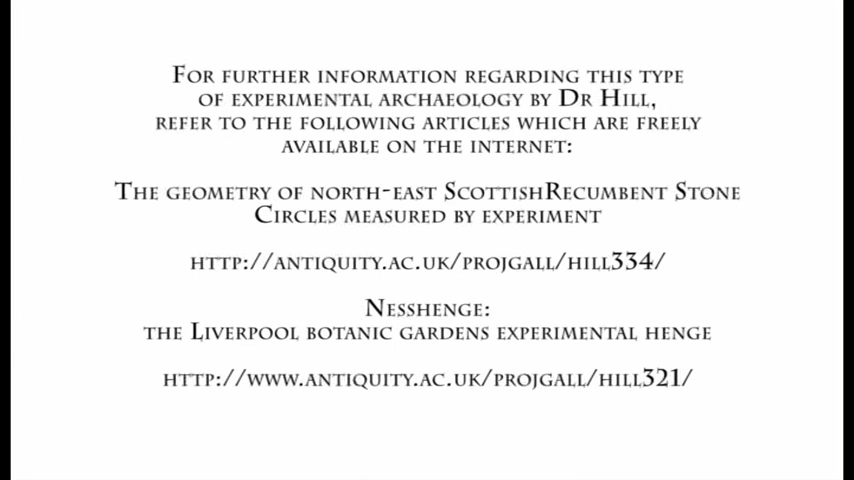 For further information regarding this type
of experimental archaeology by Dr Hill,
refer to the following articles which are freely
available on the internet:
The geometry of north-east ScottishRecumbent Stone
Circles measured by experiment
http://antiquity.ac.uk/projgall/hill334/
Nesshenge:
the Liverpool botanic gardens experimental henge
http://www.antiquity.ac.uk/projgall/hill321/